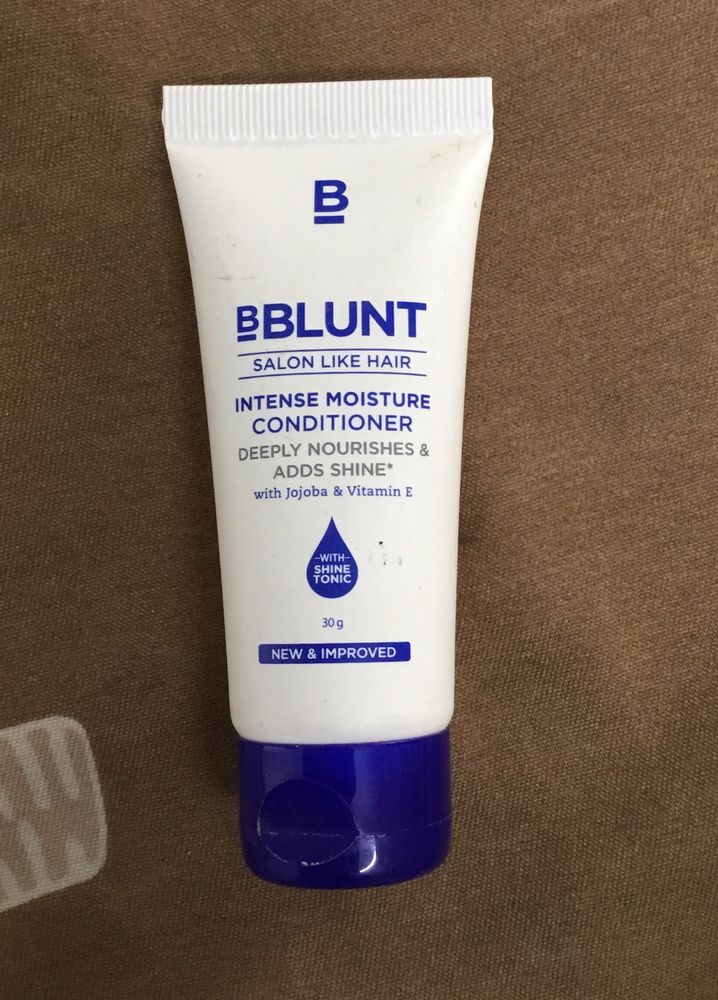 B
BBLUNT
SALON LIKE HAIR
INTENSE MOISTURE
CONDITIONER
DEEPLY NOURISHES &
ADDS SHINE*
with Jojoba & Vitamin E
-WITH-
SHINE
TONIC
30 g
NEW & IMPROVED